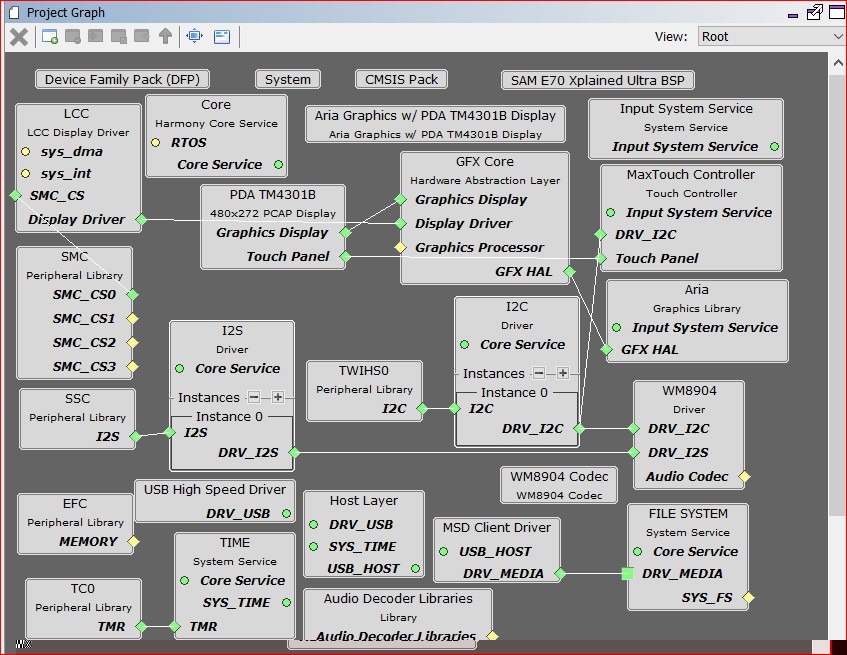 Project Graph
View: Root
Device Family Pack (DFP)
System
CMSIS Pack
SAM E70 Xplained Ultra BSP
LCC
LCC Display Driver
sys_dma
sys_int
SMC_CS
Display Driver
Core
Harmony Core Service
RTOS
Core Service
Aria Graphics w/ PDA TM4301B Display
Aria Graphics w/ PDA TM4301B Display
Input System Service
System Service
Input System Service
PDA TM4301B
480x272 PCAP Display
Graphics Display
Touch Panel
GFX Core
Hardware Abstraction Layer
Graphics Display
Display Driver
Graphics Processor
GFX HAL
MaxTouch Controller
Touch Controller
Input System Service
DRV_I2C
Touch Panel
SMC
Peripheral Library
SMC_CS0
SMC_CS1
SMC_CS2
SMC_CS3
Aria
Graphics Library
Input System Service
GFX HAL
I2S
Driver
Core Service
Instances
Instance 0
I2S
DRV_I2S
I2C
Driver
Core Service
Instances
Instance 0
I2C
DRV_I2C
TWIHS0
Peripheral Library
I2C
SSC
Peripheral Library
I2S
WM8904
Driver
DRV_I2C
DRV_I2S
Audio Codec
WM8904 Codec
WM8904 Codec
EFC
Peripheral Library
MEMORY
USB High Speed Driver
DRV_USB
Host Layer
DRV_USB
SYS_TIME
USB_HOST
MSD Client Driver
USB_HOST
DRV_MEDIA
FILE SYSTEM
System Service
Core Service
DRV_MEDIA
SYS_FS
TIME
System Service
Core Service
SYS_TIME
TMR
TC0
Peripheral Library
TMR
Audio Decoder Libraries
Library
Audio Decoder Libraries